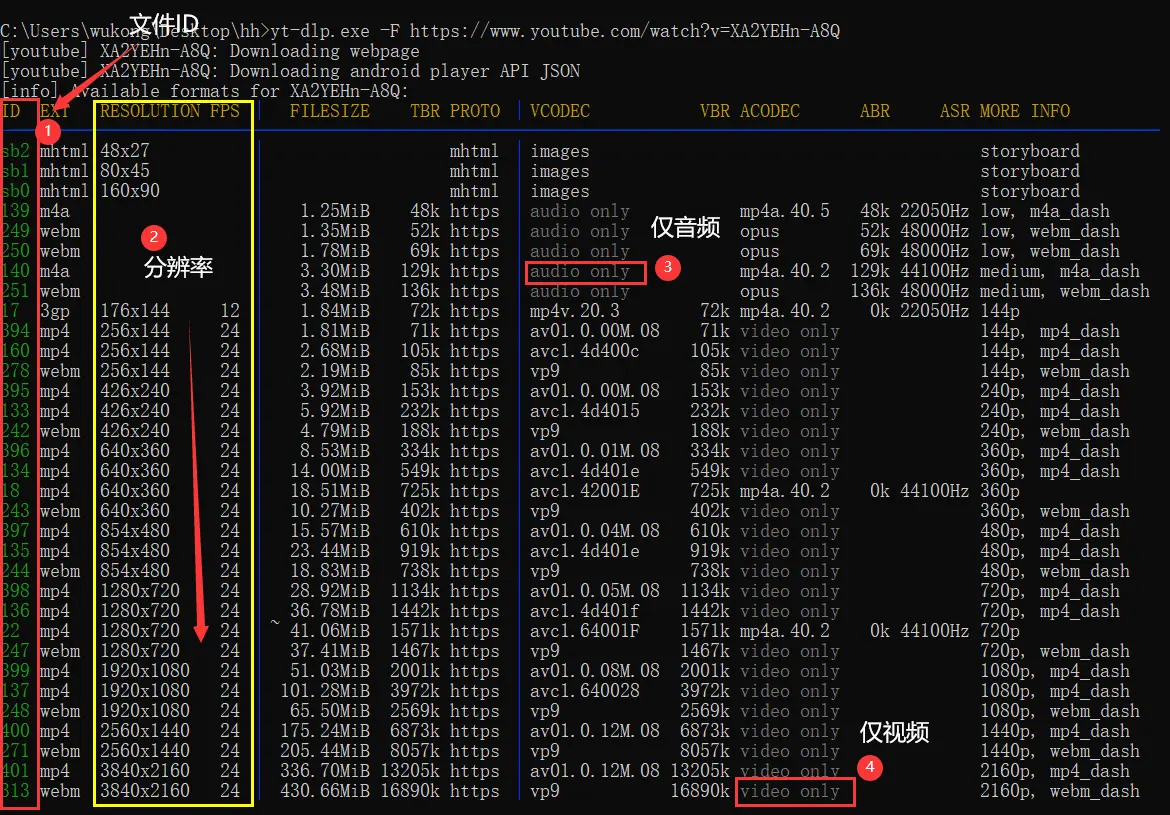 文件ID
C:\Users\wukong\Desktop\hh>yt-dlp.exe -F https://www.youtube.com/watch?v=XA2YEHn-A8Q
[youtube] XA2YEHn-A8Q: Downloading webpage
[youtube] XA2YEHn-A8Q: Downloading android player API JSON
[info] Available formats for XA2YEHn-A8Q:
ID EXT RESOLUTION FPS | FILESIZE TBR PROTO | VCODEC VBR ACODEC ABR ASR MORE INFO
1
sb2 mhtml 48x27 mhtml images storyboard
sb1 mhtml 80x45 mhtml images storyboard
sb0 mhtml 160x90 mhtml images storyboard
139 m4a 1.25MiB 48k https audio only mp4a.40.5 48k 22050Hz low, m4a_dash
249 webm 1.35MiB 52k https audio only opus 52k 48000Hz low, webm_dash
仅音频
2
250 webm 1.78MiB 69k https audio only opus 69k 48000Hz low, webm_dash
分辨率
3
140 m4a 3.30MiB 129k https audio only mp4a.40.2 129k 44100Hz medium, m4a_dash
251 webm 3.48MiB 136k https audio only opus 136k 48000Hz medium, webm_dash
17 3gp 176x144 12 1.84MiB 72k https mp4v.20.3 72k mp4a.40.2 0k 22050Hz 144p
394 mp4 256x144 24 1.81MiB 71k https av01.0.00M.08 71k video only 144p, mp4_dash
160 mp4 256x144 24 2.68MiB 105k https avc1.4d400c 105k video only 144p, mp4_dash
278 webm 256x144 24 2.19MiB 85k https vp9 85k video only 144p, webm_dash
395 mp4 426x240 24 3.92MiB 153k https av01.0.00M.08 153k video only 240p, mp4_dash
133 mp4 426x240 24 5.92MiB 232k https avc1.4d4015 232k video only 240p, mp4_dash
242 webm 426x240 24 4.79MiB 188k https vp9 188k video only 240p, webm_dash
396 mp4 640x360 24 8.53MiB 334k https av01.0.01M.08 334k video only 360p, mp4_dash
134 mp4 640x360 24 14.00MiB 549k https avc1.4d401e 549k video only 360p, mp4_dash
18 mp4 640x360 24 18.51MiB 725k https avc1.42001E 725k mp4a.40.2 0k 44100Hz 360p
243 webm 640x360 24 10.27MiB 402k https vp9 402k video only 360p, webm_dash
397 mp4 854x480 24 15.57MiB 610k https av01.0.04M.08 610k video only 480p, mp4_dash
135 mp4 854x480 24 23.44MiB 919k https avc1.4d401e 919k video only 480p, mp4_dash
244 webm 854x480 24 18.83MiB 738k https vp9 738k video only 480p, webm_dash
398 mp4 1280x720 24 28.92MiB 1134k https av01.0.05M.08 1134k video only 720p, mp4_dash
136 mp4 1280x720 24 36.78MiB 1442k https avc1.4d401f 1442k video only 720p, mp4_dash
22 mp4 1280x720 24 ~ 41.06MiB 1571k https avc1.64001F 1571k mp4a.40.2 0k 44100Hz 720p
247 webm 1280x720 24 37.41MiB 1467k https vp9 1467k video only 720p, webm_dash
399 mp4 1920x1080 24 51.03MiB 2001k https av01.0.08M.08 2001k video only 1080p, mp4_dash
137 mp4 1920x1080 24 101.28MiB 3972k https avc1.640028 3972k video only 1080p, mp4_dash
248 webm 1920x1080 24 65.50MiB 2569k https vp9 2569k video only 1080p, webm_dash
400 mp4 2560x1440 24 175.24MiB 6873k https av01.0.12M.08 6873k video only 1440p, mp4_dash
仅视频
271 webm 2560x1440 24 205.44MiB 8057k https vp9 8057k video only 1440p, webm_dash
401 mp4 3840x2160 24 336.70MiB 13205k https av01.0.12M.08 13205k video only 2160p, mp4_dash
4
313 webm 3840x2160 24 430.66MiB 16890k https vp9 16890k video only 2160p, webm_dash